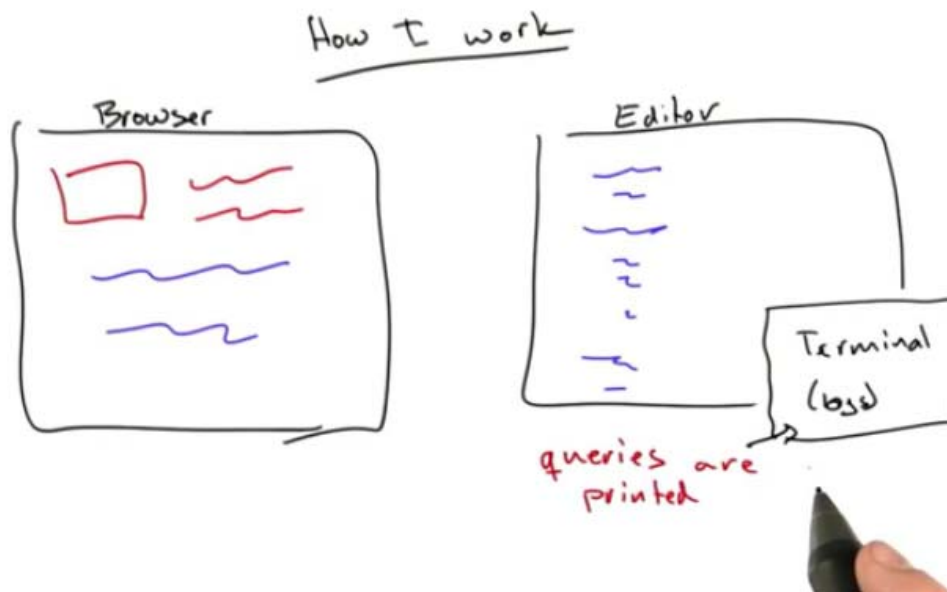 How I work
Browser
Editor
Terminal
(logs)
queries are
printed